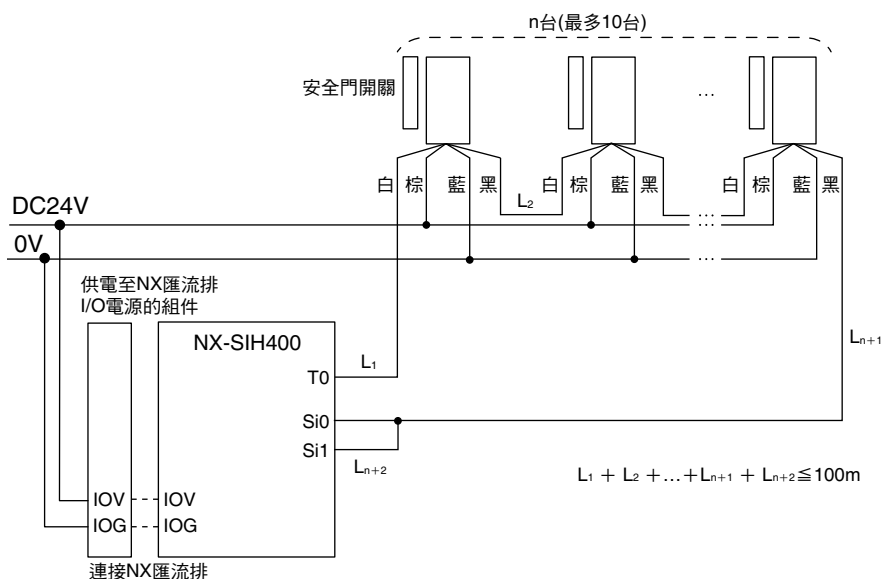 n台(最多10台)
安全門開關
…
白 棕 藍 黑 白 棕 藍 黑 白 棕 藍 黑
L2
DC24V
…
0V
…
供電至NX匯流排
I/O電源的組件
NX-SIH400
Ln+1
L1
T0
Si0
Si1
Ln+2
L1 + L2 +…+Ln+1 + Ln+2≦100m
IOV IOV
IOG IOG
連接NX匯流排